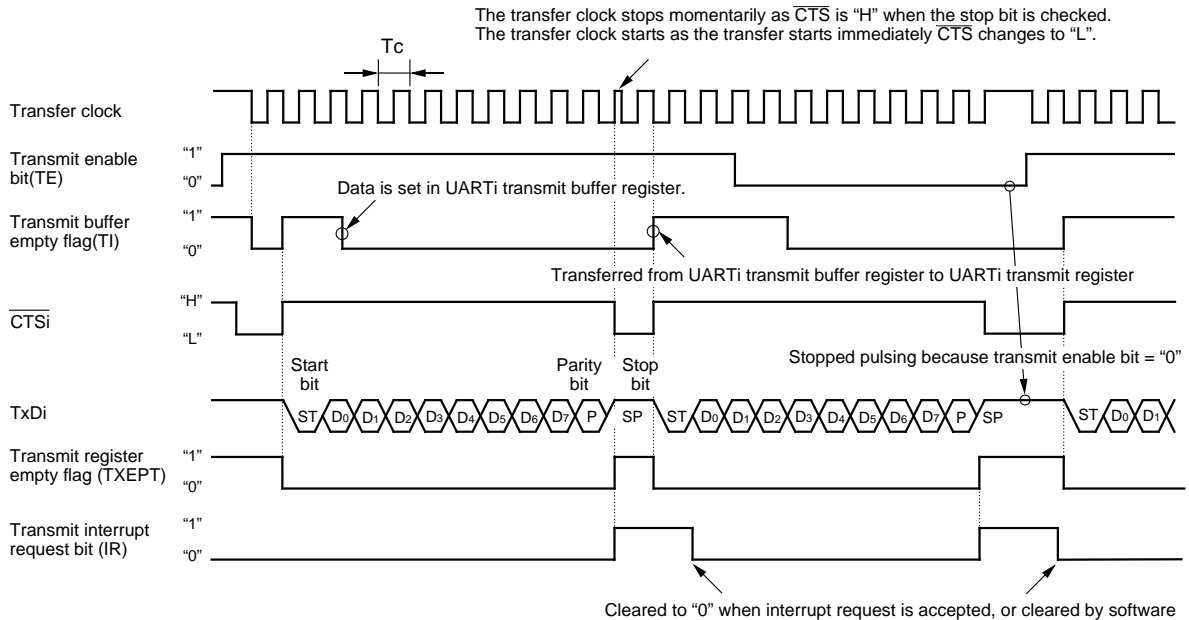 The transfer clock stops momentarily as CTS is “H” when the stop bit is checked.
The transfer clock starts as the transfer starts immediately CTS changes to “L”.
Tc
Transfer clock
Transmit enable
bit(TE)
“1”
“0”
Data is set in UARTi transmit buffer register.
Transmit buffer
empty flag(TI)
“1”
“0”
Transferred from UARTi transmit buffer register to UARTi transmit register
CTSi
“H”
“L”
Stopped pulsing because transmit enable bit = “0”
Start
bit
Parity
bit
Stop
bit
TxDi
ST D0 D1 D2 D3 D4 D5 D6 D7 P SP ST D0 D1 D2 D3 D4 D5 D6 D7 P SP ST D0 D1
Transmit register
empty flag (TXEPT)
“1”
“0”
Transmit interrupt
request bit (IR)
“1”
“0”
Cleared to “0” when interrupt request is accepted, or cleared by software